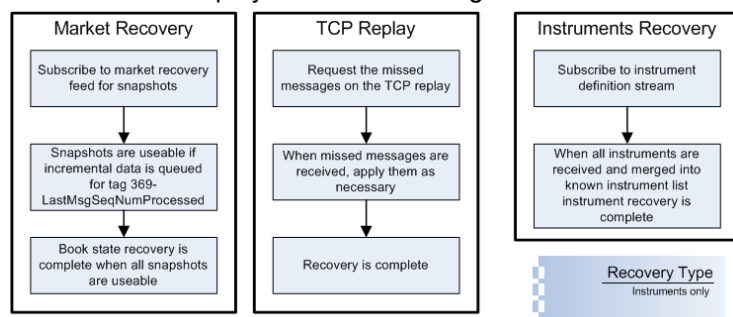 Market Recovery
Subscribe to market recovery
feed for snapshots
Snapshots are useable if
incremental data is queued
for tag 369-
LastMsgSeqNumProcessed
Book state recovery is
complete when all snapshots
are useable
TCP Replay
Request the missed
messages on the TCP replay
When missed messages are
received, apply them as
necessary
Recovery is complete
Instruments Recovery
Subscribe to instrument
definition stream
When all instruments are
received and merged into
known instrument list
instrument recovery is
complete
Recovery Type
Instruments only